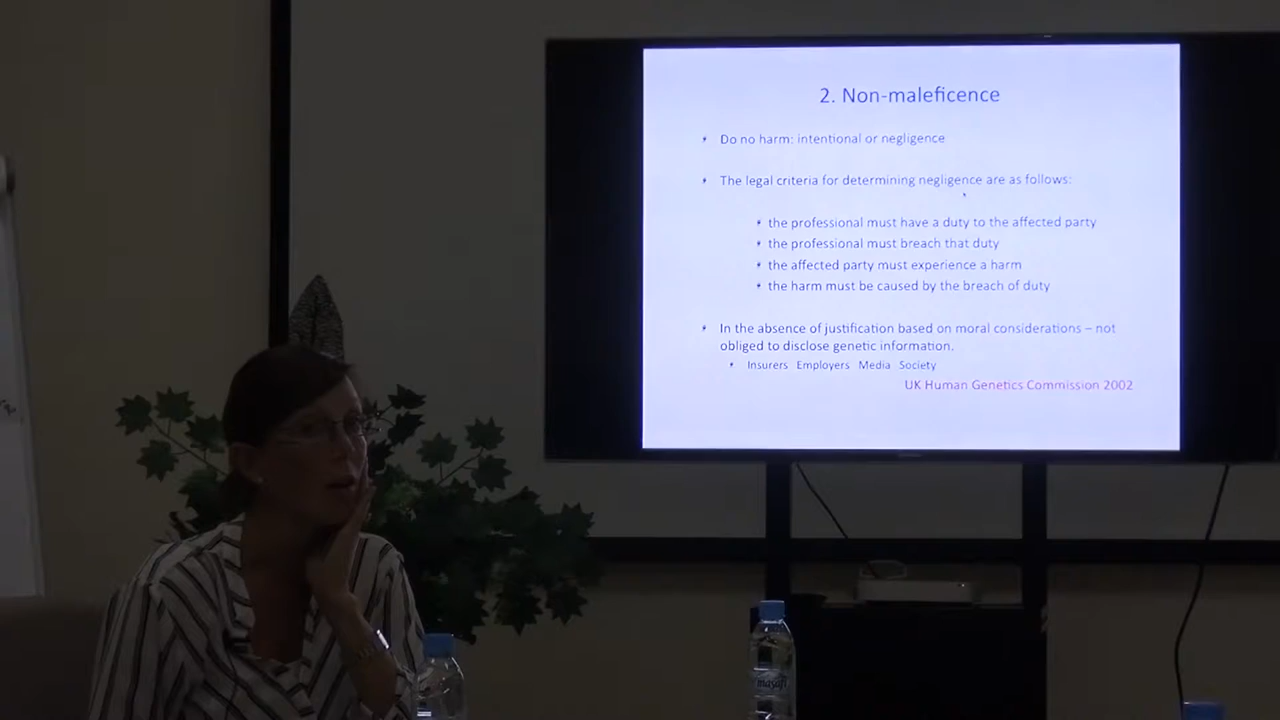 2. Non-maleficence
Do no harm: intentional or negligence
The legal criteria for determining negligence are as follows:
the professional must have a duty to the affected party
the professional must breach that duty
the affected party must experience a harm
the harm must be caused by the breach of duty
In the absence of justification based on moral considerations – not
obliged to disclose genetic information.
Insurers Employers Media Society
UK Human Genetics Commission 2002
masafi